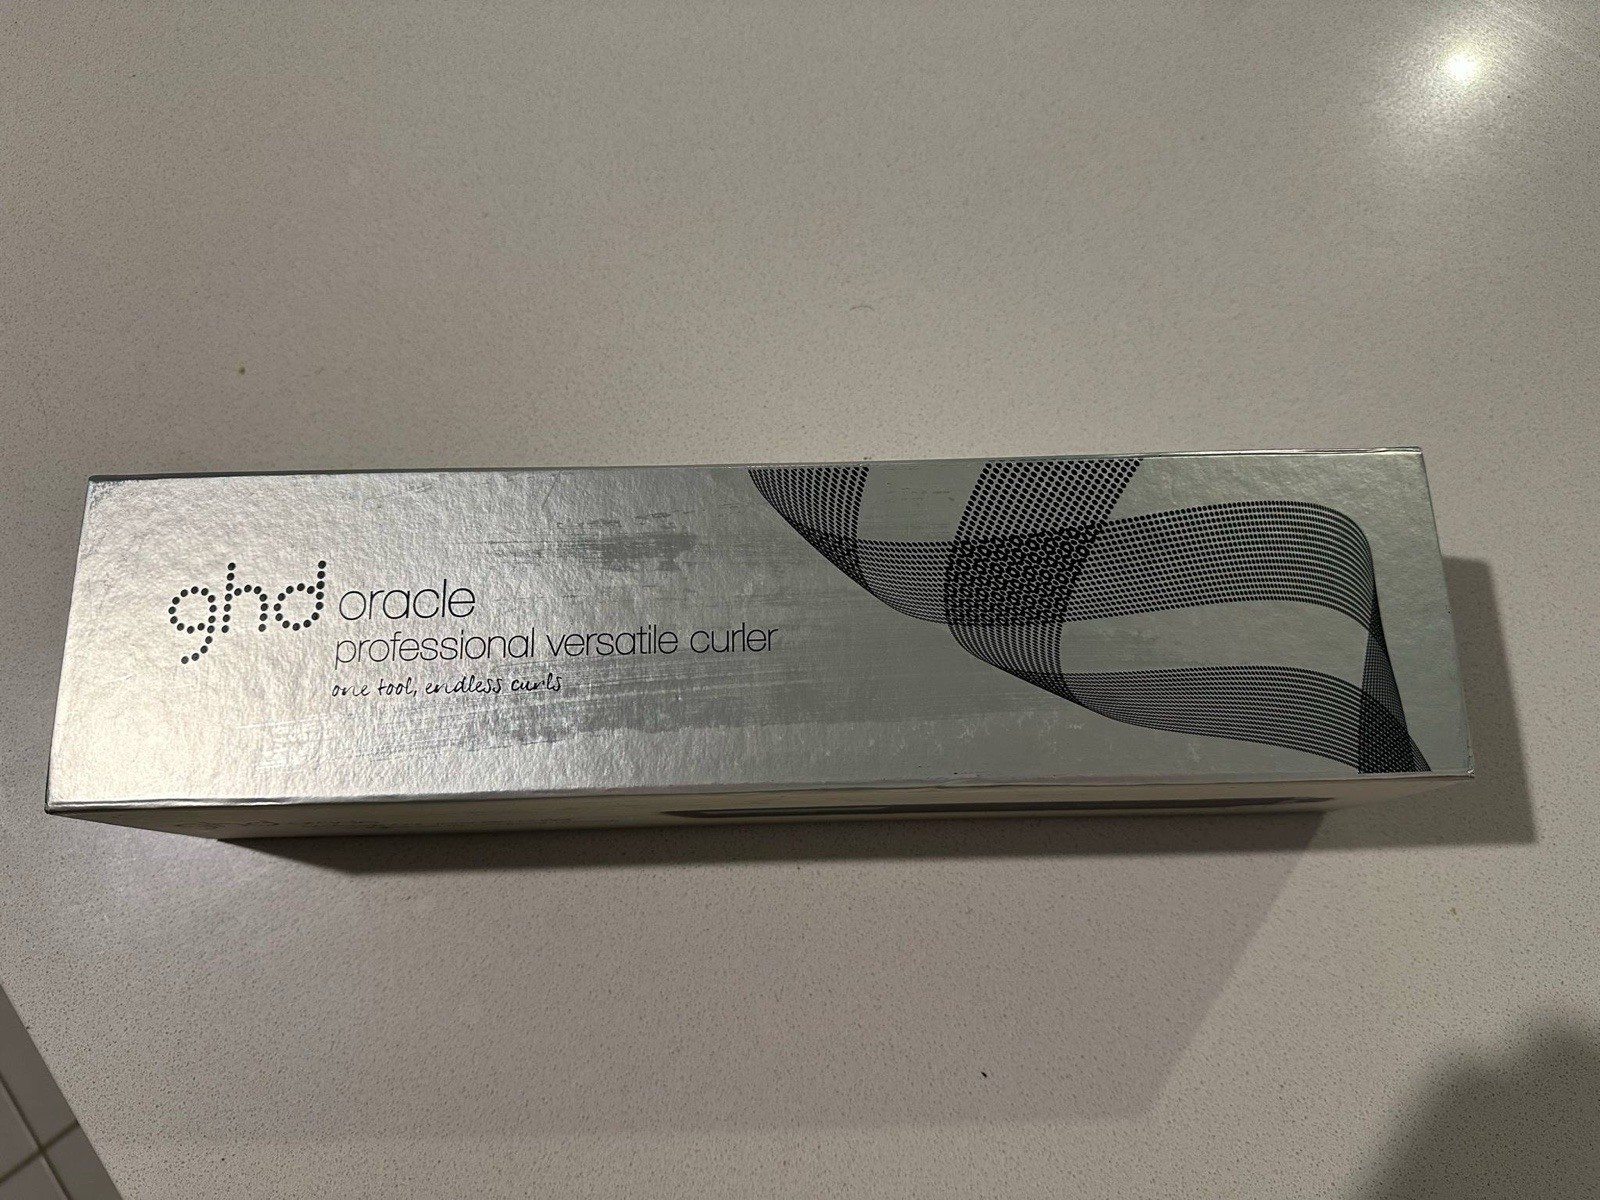 ghd oracle
professional versatile curler
one tool, endless curls